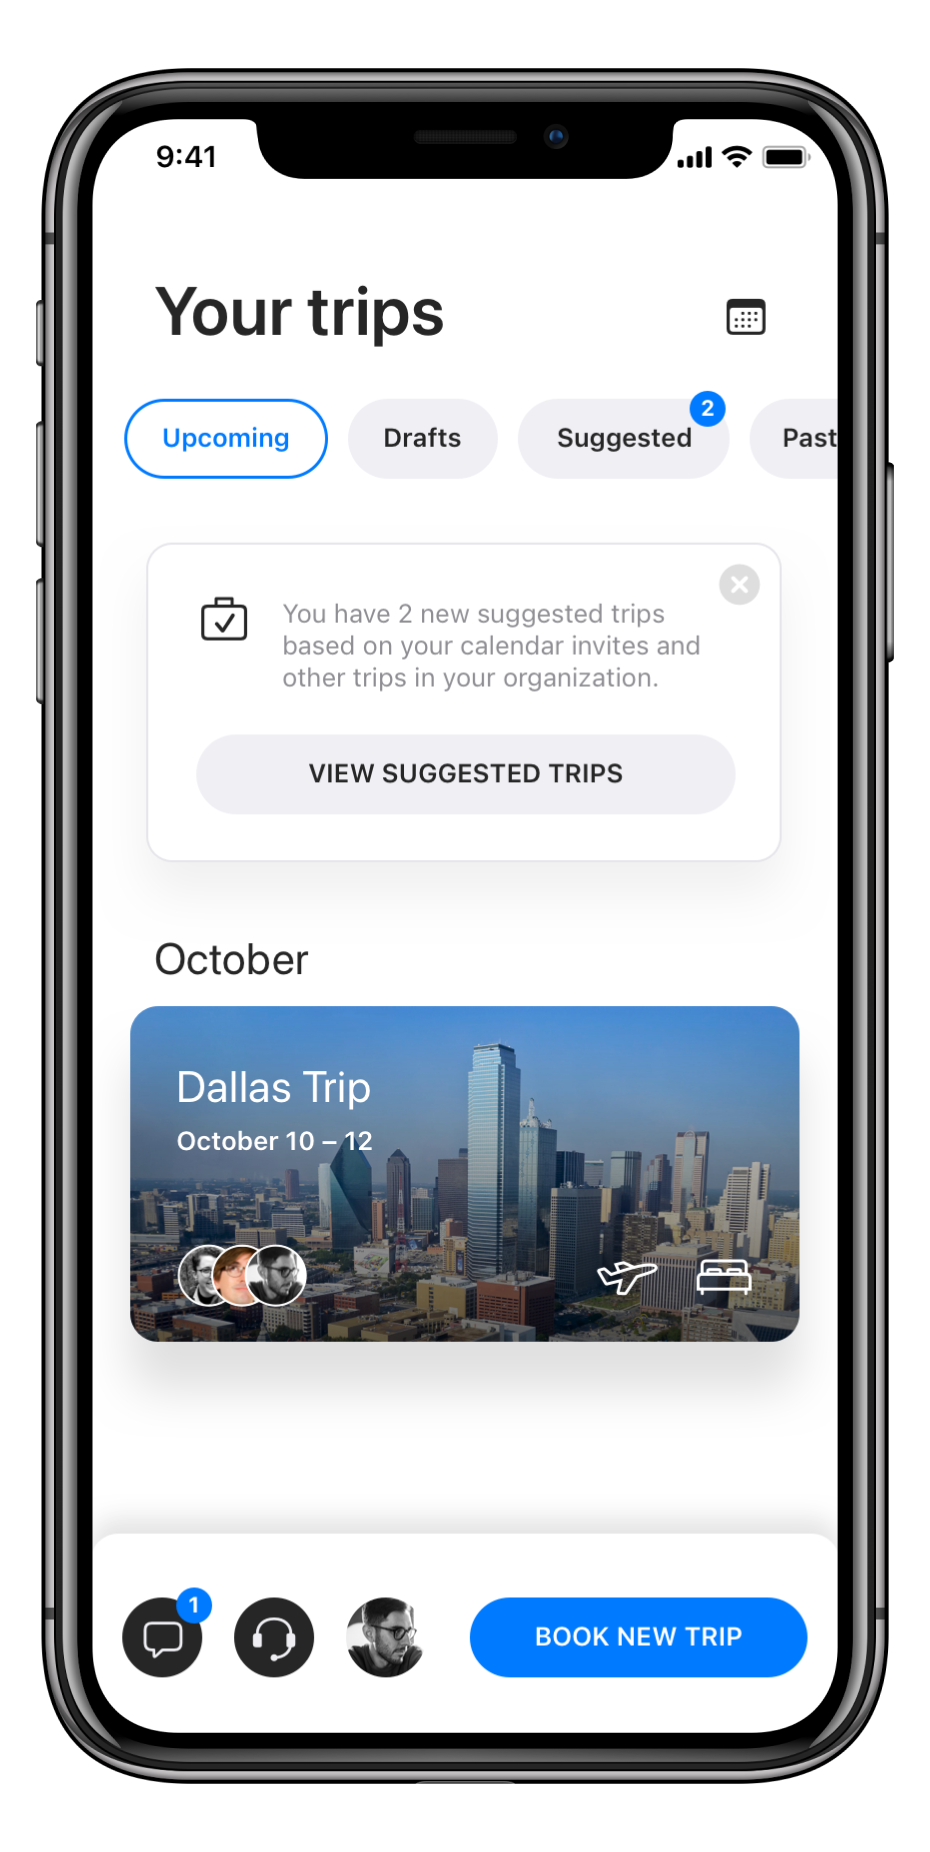 9:41
Your trips
Upcoming
Drafts
Suggested
2
Past
You have 2 new suggested trips
based on your calendar invites and
other trips in your organization.
VIEW SUGGESTED TRIPS
October
Dallas Trip
October 10 – 12
1
BOOK NEW TRIP